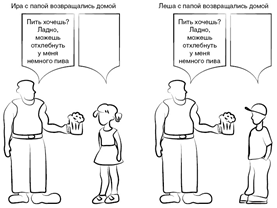 Ира с папой возвращались домой
Пить хочешь?
Ладно,
можешь
отхлебнуть
у меня
немного пива
Леша с папой возвращались домой
Пить хочешь?
Ладно,
можешь
отхлебнуть
у меня
немного пива